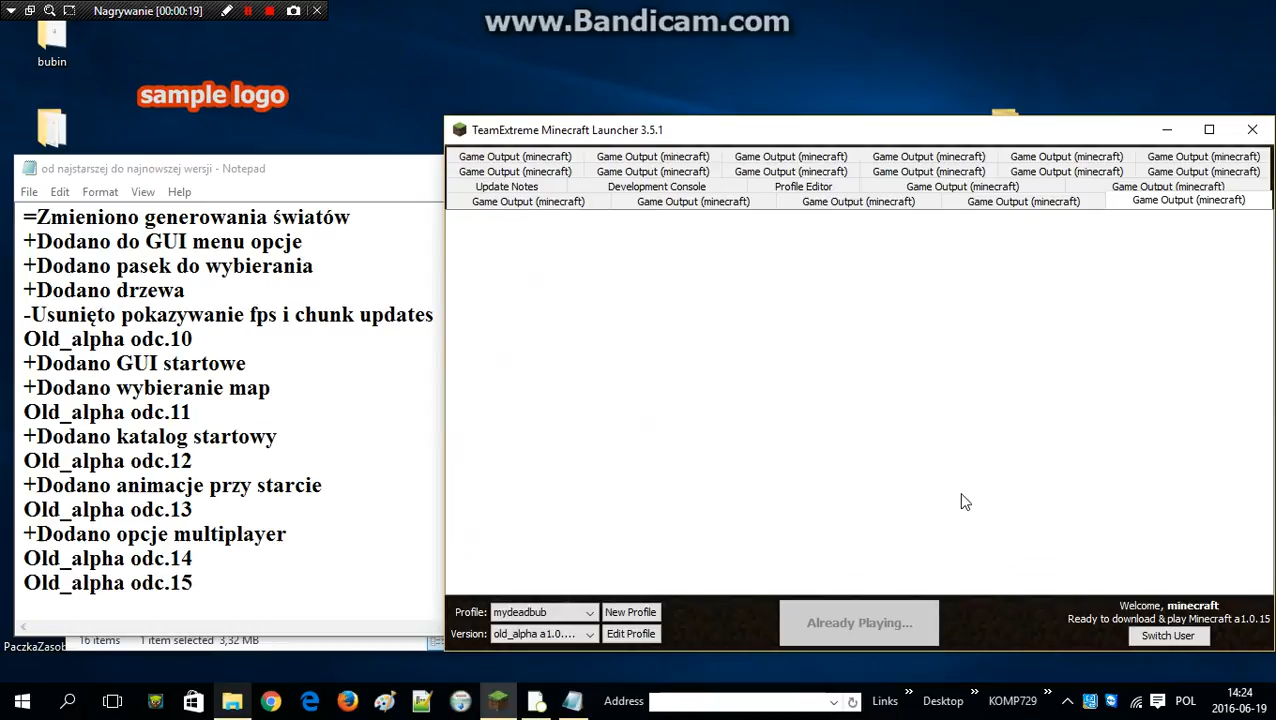 Nagrywanie [00:00:19]
www.Bandicam.com
bubin
sample logo
TeamExtreme Minecraft Launcher 3.5.1
Game Output (minecraft) Game Output (minecraft) Game Output (minecraft) Game Output (minecraft) Game Output (minecraft) Game Output (minecraft)
Game Output (minecraft) Game Output (minecraft) Game Output (minecraft) Game Output (minecraft) Game Output (minecraft) Game Output (minecraft)
Update Notes Development Console Profile Editor Game Output (minecraft) Game Output (minecraft)
Game Output (minecraft) Game Output (minecraft) Game Output (minecraft) Game Output (minecraft) Game Output (minecraft)
od najstarszej do najnowszej wersji - Notepad
File Edit Format View Help
=Zmieniono generowania światów
+Dodano do GUI menu opcje
+Dodano pasek do wybierania
+Dodano drzewa
-Usunięto pokazywanie fps i chunk updates
Old_alpha odc.10
+Dodano GUI startowe
+Dodano wybieranie map
Old_alpha odc.11
+Dodano katalog startowy
Old_alpha odc.12
+Dodano animacje przy starcie
Old_alpha odc.13
+Dodano opcje multiplayer
Old_alpha odc.14
Old_alpha odc.15
Profile: mydeadbub New Profile
Version: old_alpha a1.0.... Edit Profile
Already Playing...
Welcome, minecraft
Ready to download & play Minecraft a1.0.15
Switch User
PaczkaZasob
16 items 1 item selected 3,32 MB
Address Links Desktop KOMP729 POL
14:24
2016-06-19